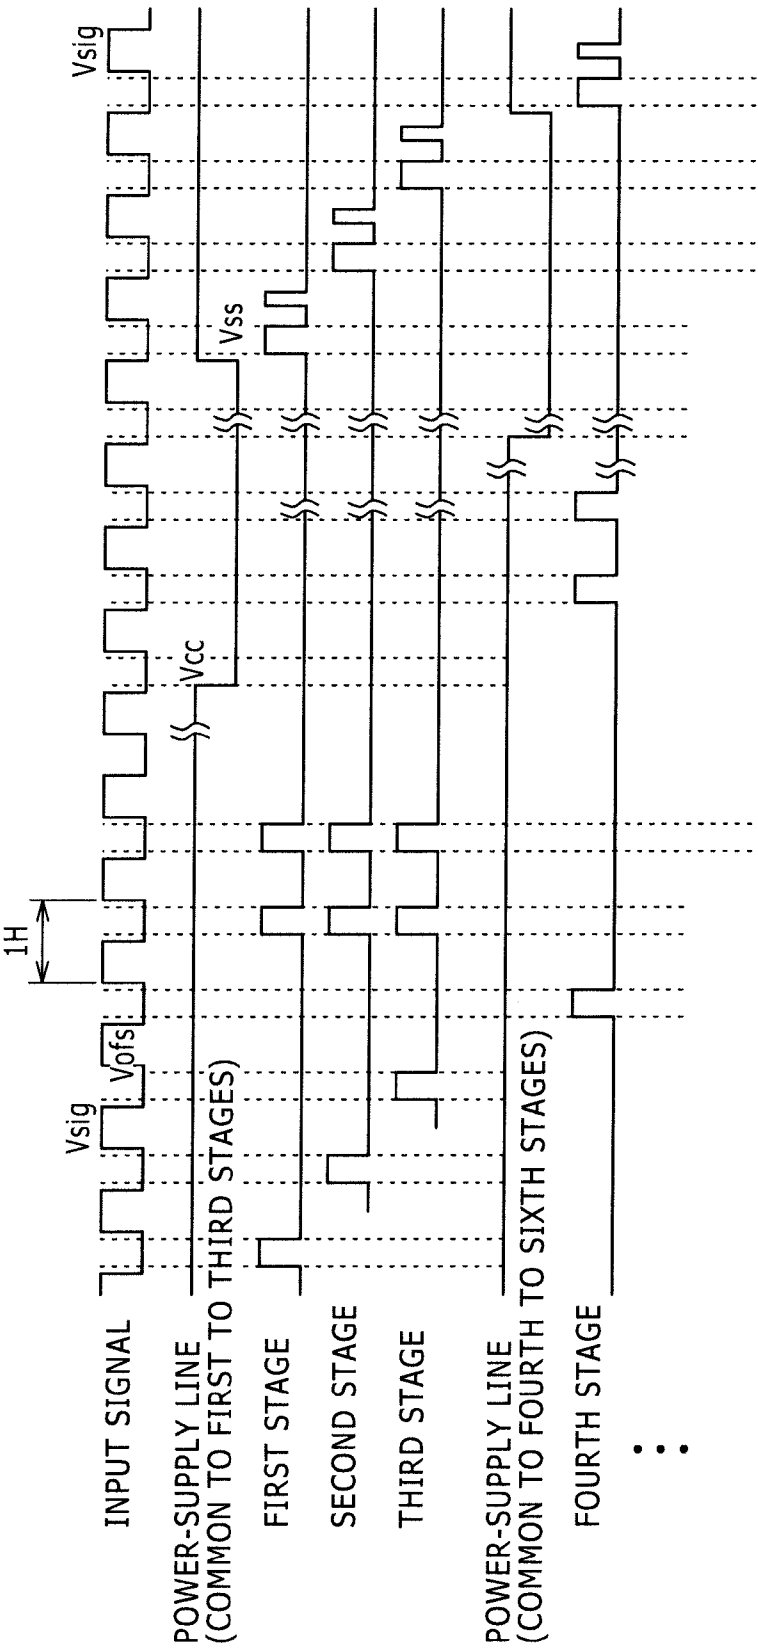 1H
Vsig
Vofs
Vcc
Vss
Vsig
INPUT SIGNAL
POWER-SUPPLY LINE
(COMMON TO FIRST TO THIRD STAGES)
FIRST STAGE
SECOND STAGE
THIRD STAGE
POWER-SUPPLY LINE
(COMMON TO FOURTH TO SIXTH STAGES)
FOURTH STAGE